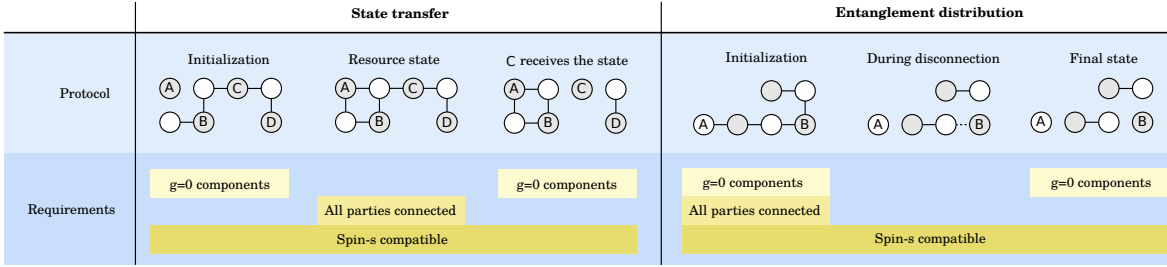 State transfer
Entanglement distribution
Protocol
Initialization
Resource state
C receives the state
Initialization
During disconnection
Final state
A
C
B
D
A
C
B
D
A
C
B
D
A
B
A
B
A
B
Requirements
g=0 components
g=0 components
g=0 components
g=0 components
All parties connected
All parties connected
Spin-s compatible
Spin-s compatible